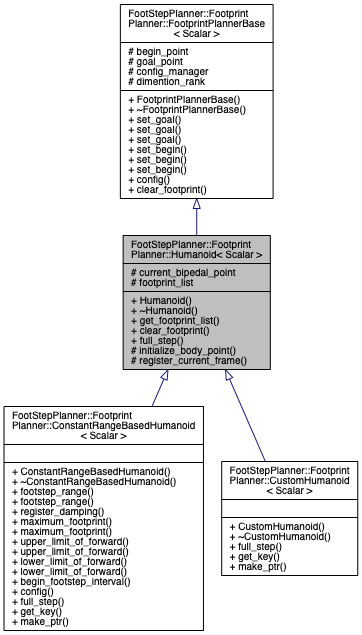 FootStepPlanner::Footprint
Planner::FootprintPlannerBase
< Scalar >
# begin_point
# goal_point
# config_manager
# dimention_rank
+ FootprintPlannerBase()
+ ~FootprintPlannerBase()
+ set_goal()
+ set_goal()
+ set_goal()
+ set_begin()
+ set_begin()
+ set_begin()
+ config()
+ clear_footprint()
FootStepPlanner::Footprint
Planner::Humanoid< Scalar >
# current_bipedal_point
# footprint_list
+ Humanoid()
+ ~Humanoid()
+ get_footprint_list()
+ clear_footprint()
+ full_step()
# initialize_body_point()
# register_current_frame()
FootStepPlanner::Footprint
Planner::ConstantRangeBasedHumanoid
< Scalar >
+ ConstantRangeBasedHumanoid()
+ ~ConstantRangeBasedHumanoid()
+ footstep_range()
+ footstep_range()
+ register_damping()
+ maximum_footprint()
+ maximum_footprint()
+ upper_limit_of_forward()
+ upper_limit_of_forward()
+ lower_limit_of_forward()
+ lower_limit_of_forward()
+ begin_footstep_interval()
+ config()
+ full_step()
+ get_key()
+ make_ptr()
FootStepPlanner::Footprint
Planner::CustomHumanoid
< Scalar >
+ CustomHumanoid()
+ ~CustomHumanoid()
+ full_step()
+ get_key()
+ make_ptr()